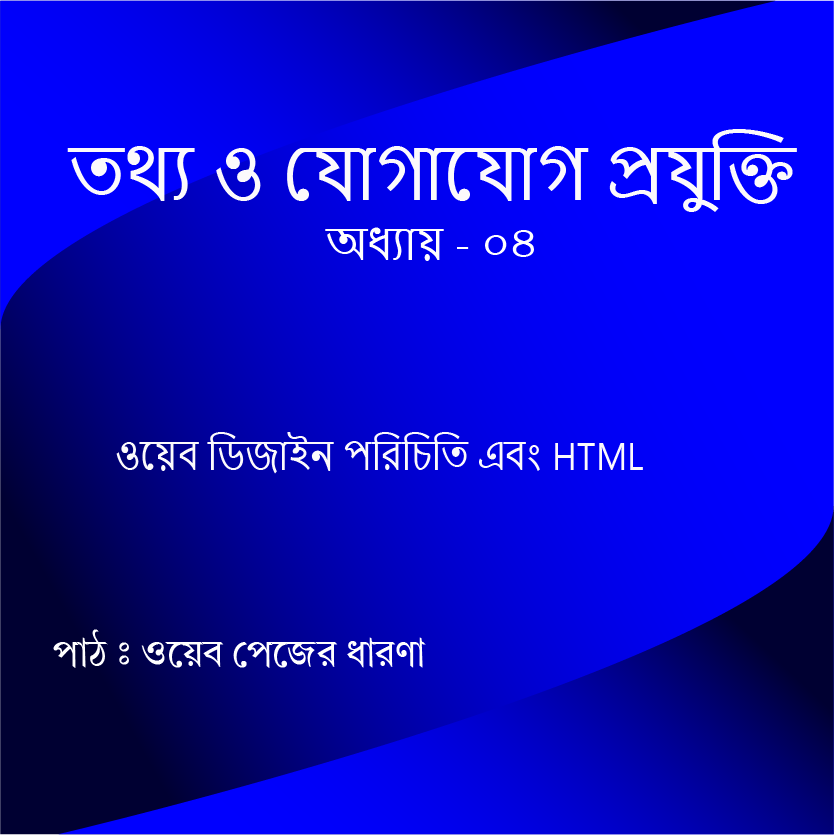 তথ্য ও যোগাযোগ প্রযুক্তি
অধ্যায় - ০৪
ওয়েব ডিজাইন পরিচিতি এবং HTML
পাঠ ঃ ওয়েব পেজের ধারণা